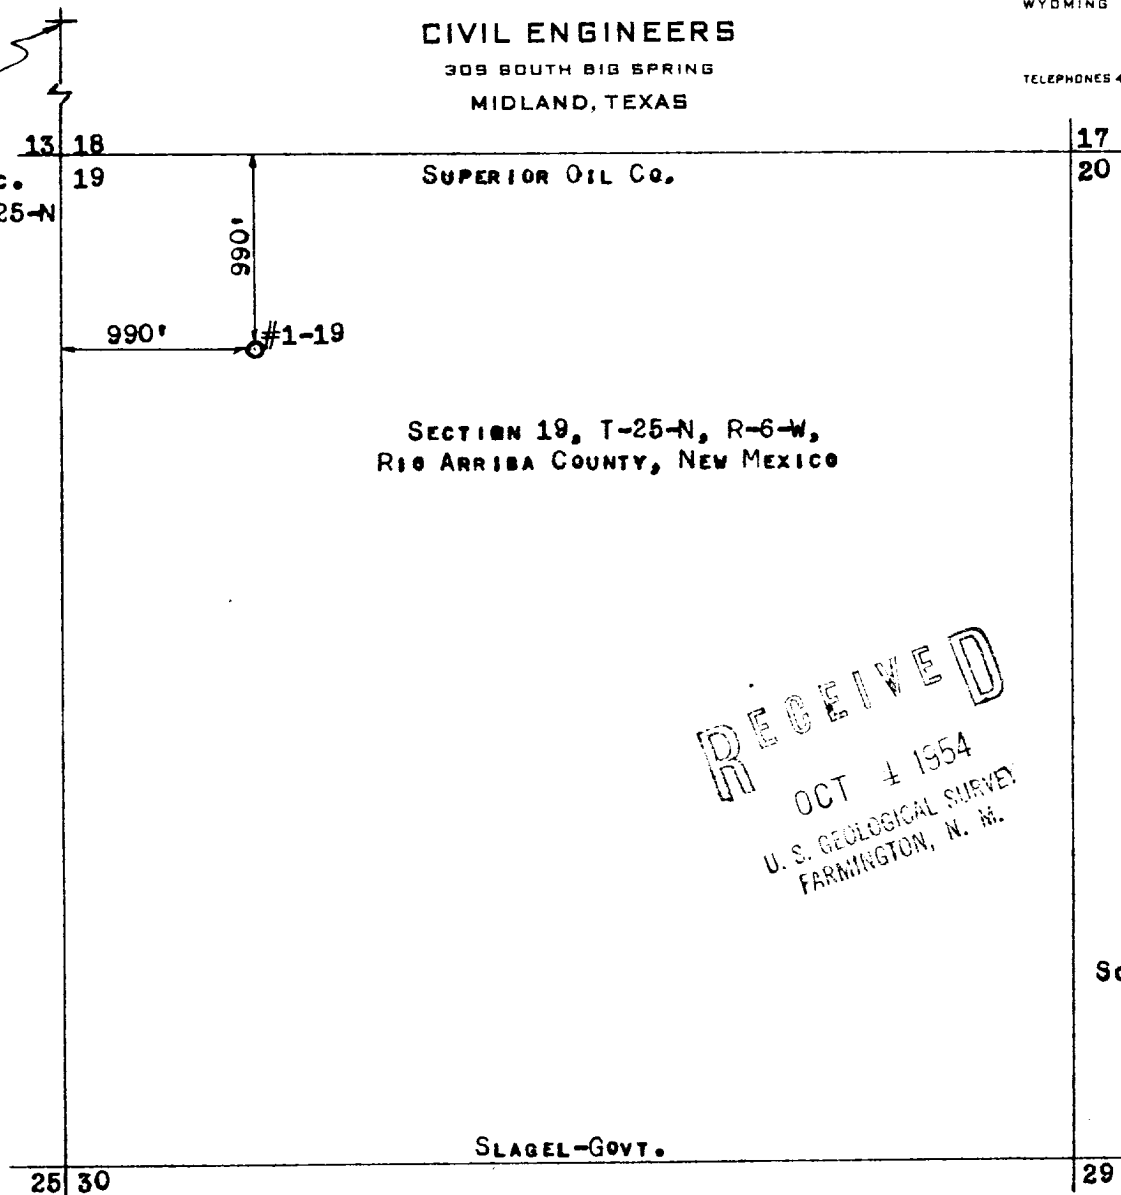 WYOMING
CIVIL ENGINEERS
309 SOUTH BIG SPRING
TELEPHONES 4
MIDLAND, TEXAS
13 18
17
C.
19
SUPERIOR OIL CO.
20
25-N
990'
990'
#1-19
SECTION 19, T-25-N, R-6-W,
RIO ARRIBA COUNTY, NEW MEXICO
RECEIVED
OCT 4 1954
U. S. GEOLOGICAL SURVEY
FARMINGTON, N. M.
SLAGEL-GOVT.
25 30
29